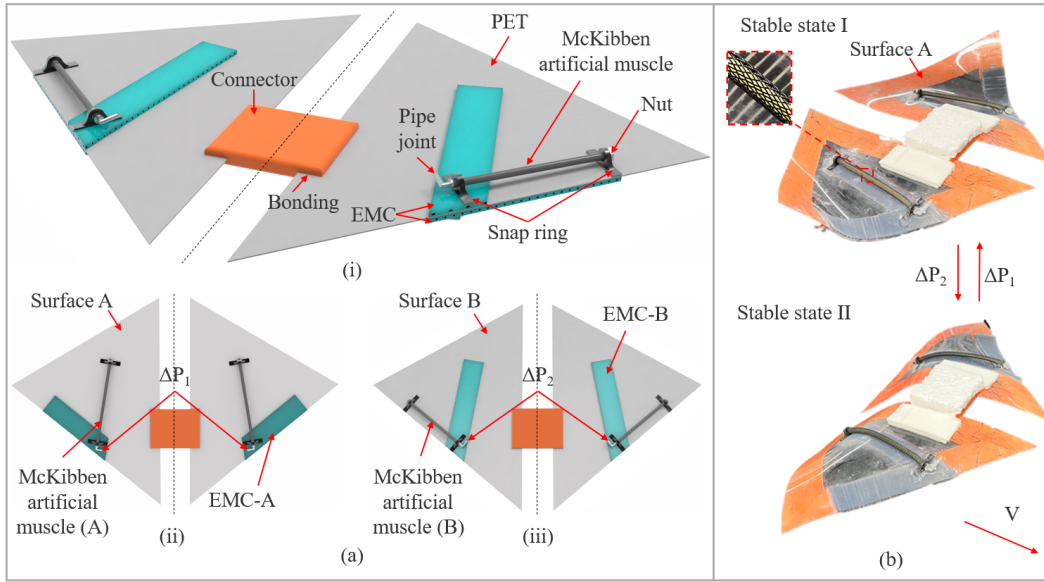 PET
McKibben
artificial muscle
Connector
Nut
Pipe
joint
Bonding
EMC
Snap ring
(i)
Surface A
ΔP1
McKibben
artificial
muscle (A)
EMC-A
(ii)
Surface B
EMC-B
ΔP2
McKibben
artificial
muscle (B)
(iii)
(a)
Stable state I
Surface A
ΔP2
ΔP1
Stable state II
V
(b)